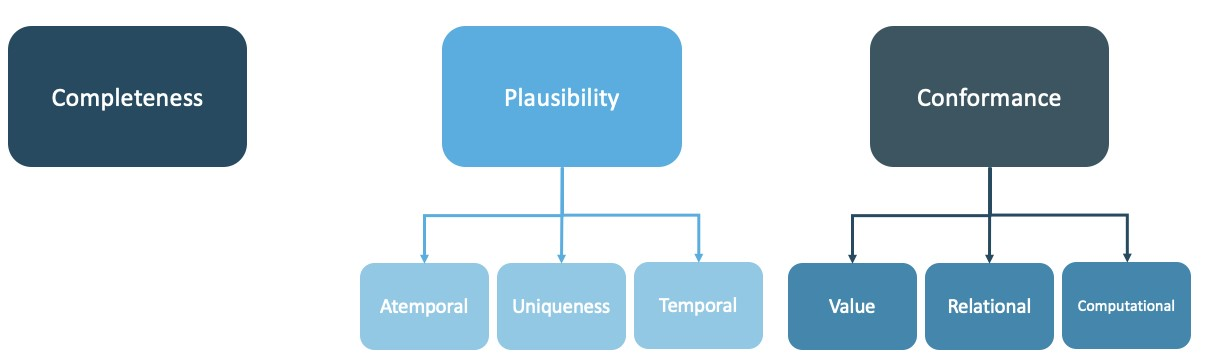 Completeness
Plausibility
Conformance
Atemporal
Uniqueness
Temporal
Value
Relational
Computational